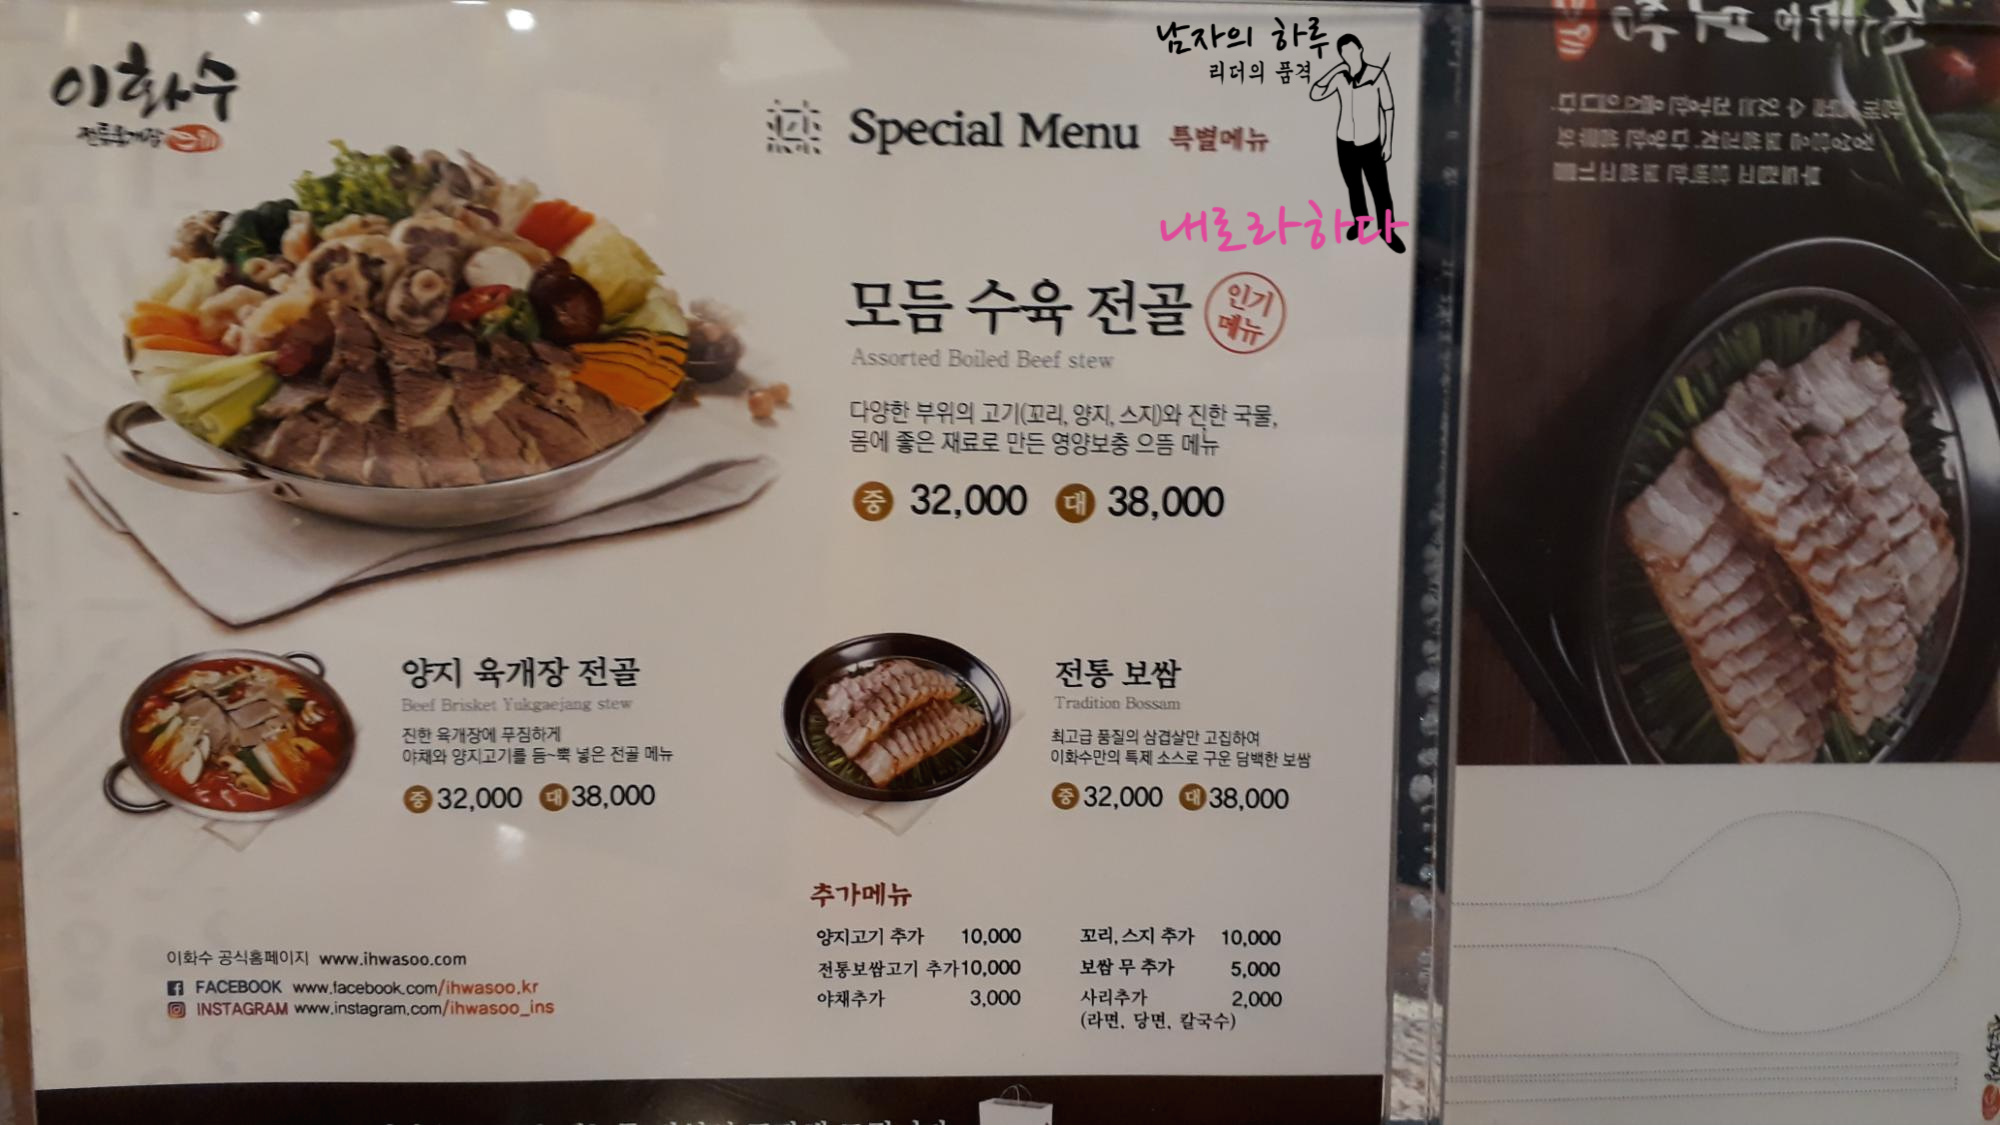 이화수
전통육개장
남자의 하루
리더의 품격
내로라하다
Special Menu 특별메뉴
모듬 수육 전골
인기
메뉴
Assorted Boiled Beef stew
다양한 부위의 고기(꼬리, 양지, 스지)와 진한 국물,
몸에 좋은 재료로 만든 영양보충 으뜸 메뉴
중 32,000 대 38,000
양지 육개장 전골
Beef Brisket Yukgaejang stew
진한 육개장에 푸짐하게
야채와 양지고기를 듬~뿍 넣은 전골 메뉴
중 32,000 대 38,000
전통 보쌈
Tradition Bossam
최고급 품질의 삼겹살만 고집하여
이화수만의 특제 소스로 구운 담백한 보쌈
중 32,000 대 38,000
추가메뉴
양지고기 추가 10,000
전통보쌈고기 추가 10,000
야채추가 3,000
꼬리, 스지 추가 10,000
보쌈 무 추가 5,000
사리추가 2,000
(라면, 당면, 칼국수)
이화수 공식홈페이지 www.ihwasoo.com
FACEBOOK www.facebook.com/ihwasoo.kr
INSTAGRAM www.instagram.com/ihwasoo_ins